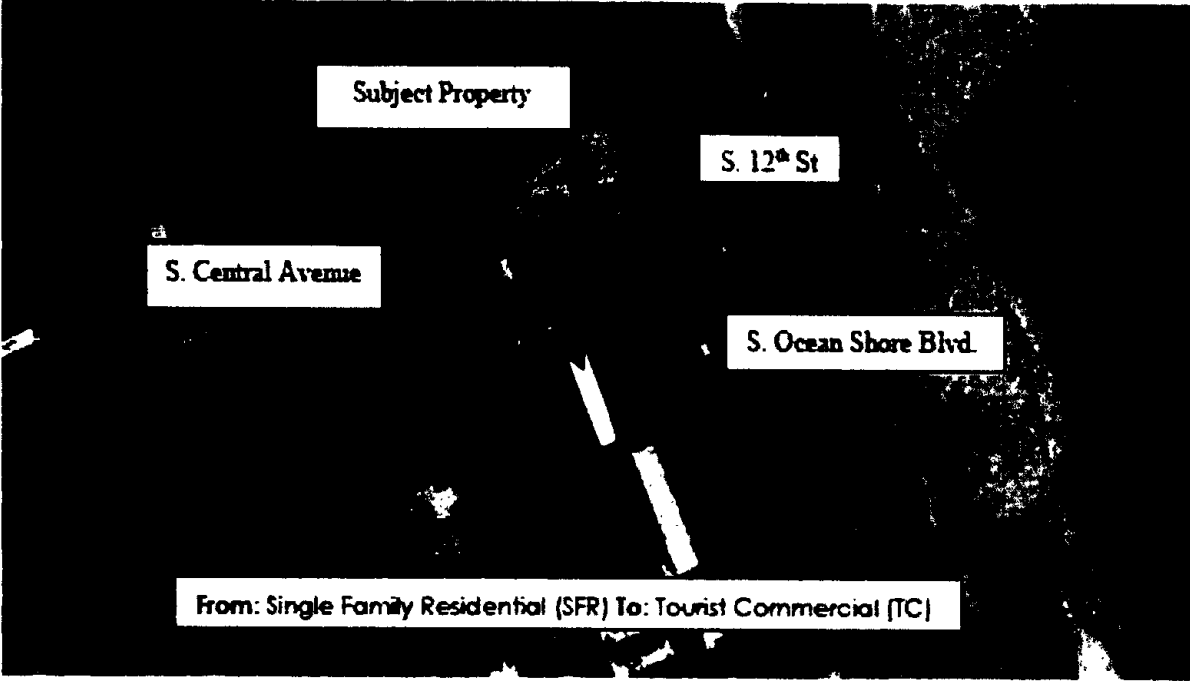 Subject Property
S. 12th St
S. Central Avenue
S. Ocean Shore Blvd.
From: Single Family Residential (SFR) To: Tourist Commercial (TC)